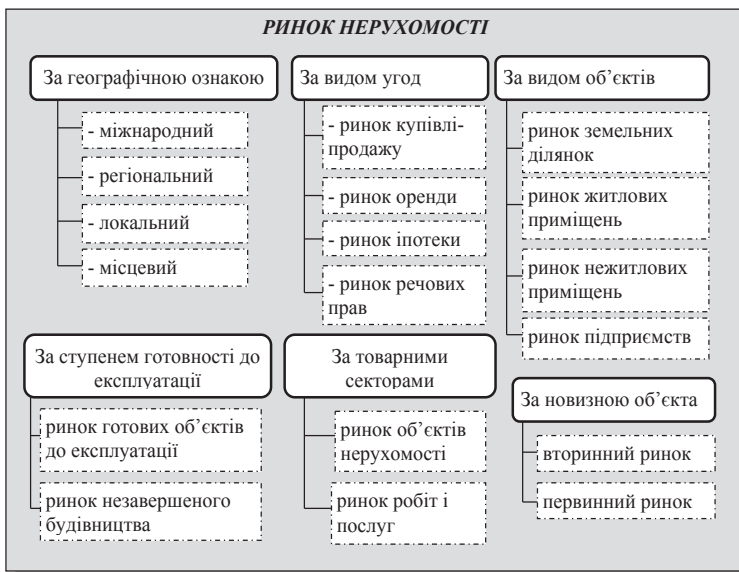 РИНОК НЕРУХОМОСТІ
За географічною ознакою
- міжнародний
- регіональний
- локальний
- місцевий
За видом угод
- ринок купівлі-
продажу
- ринок оренди
- ринок іпотеки
- ринок речових
прав
За видом об’єктів
ринок земельних
ділянок
ринок житлових
приміщень
ринок нежитлових
приміщень
ринок підприємств
За ступенем готовності до
експлуатації
ринок готових об’єктів
до експлуатації
ринок незавершеного
будівництва
За товарними
секторами
ринок об’єктів
нерухомості
ринок робіт і
послуг
За новизною об’єкта
вторинний ринок
первинний ринок